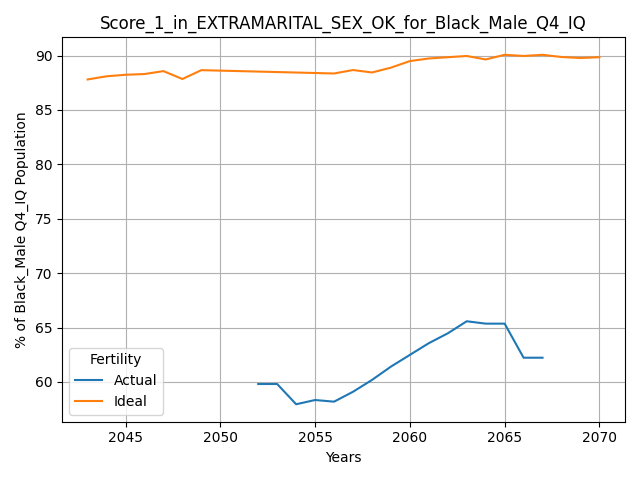 Score_1_in_EXTRAMARITAL_SEX_OK_for_Black_Male_Q4_IQ
% of Black_Male Q4_IQ Population
90
85
80
75
70
65
60
Fertility
Actual
Ideal
2045 2050 2055 2060 2065 2070
Years